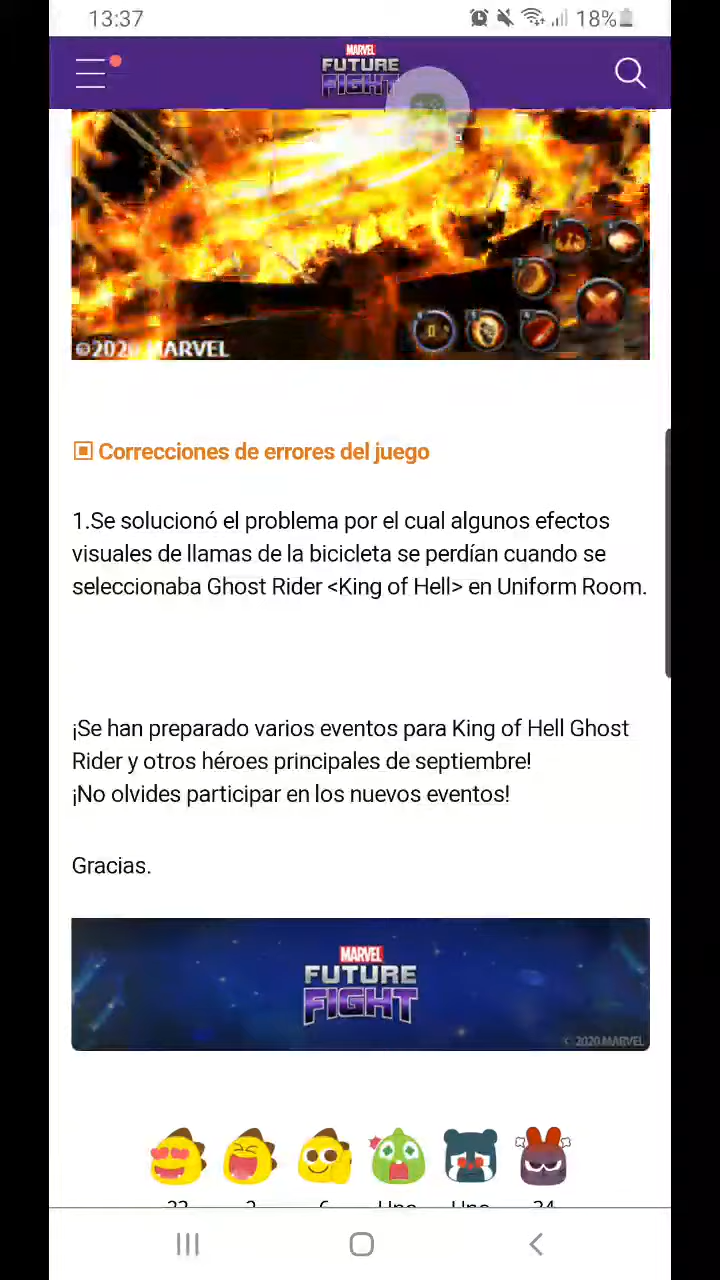 13:37
18%
MARVEL
FUTURE
FIGHT
©2020 MARVEL
Correcciones de errores del juego
1.Se solucionó el problema por el cual algunos efectos
visuales de llamas de la bicicleta se perdían cuando se
seleccionaba Ghost Rider <King of Hell> en Uniform Room.
¡Se han preparado varios eventos para King of Hell Ghost
Rider y otros héroes principales de septiembre!
¡No olvides participar en los nuevos eventos!
Gracias.
MARVEL
FUTURE
FIGHT
© 2020 MARVEL